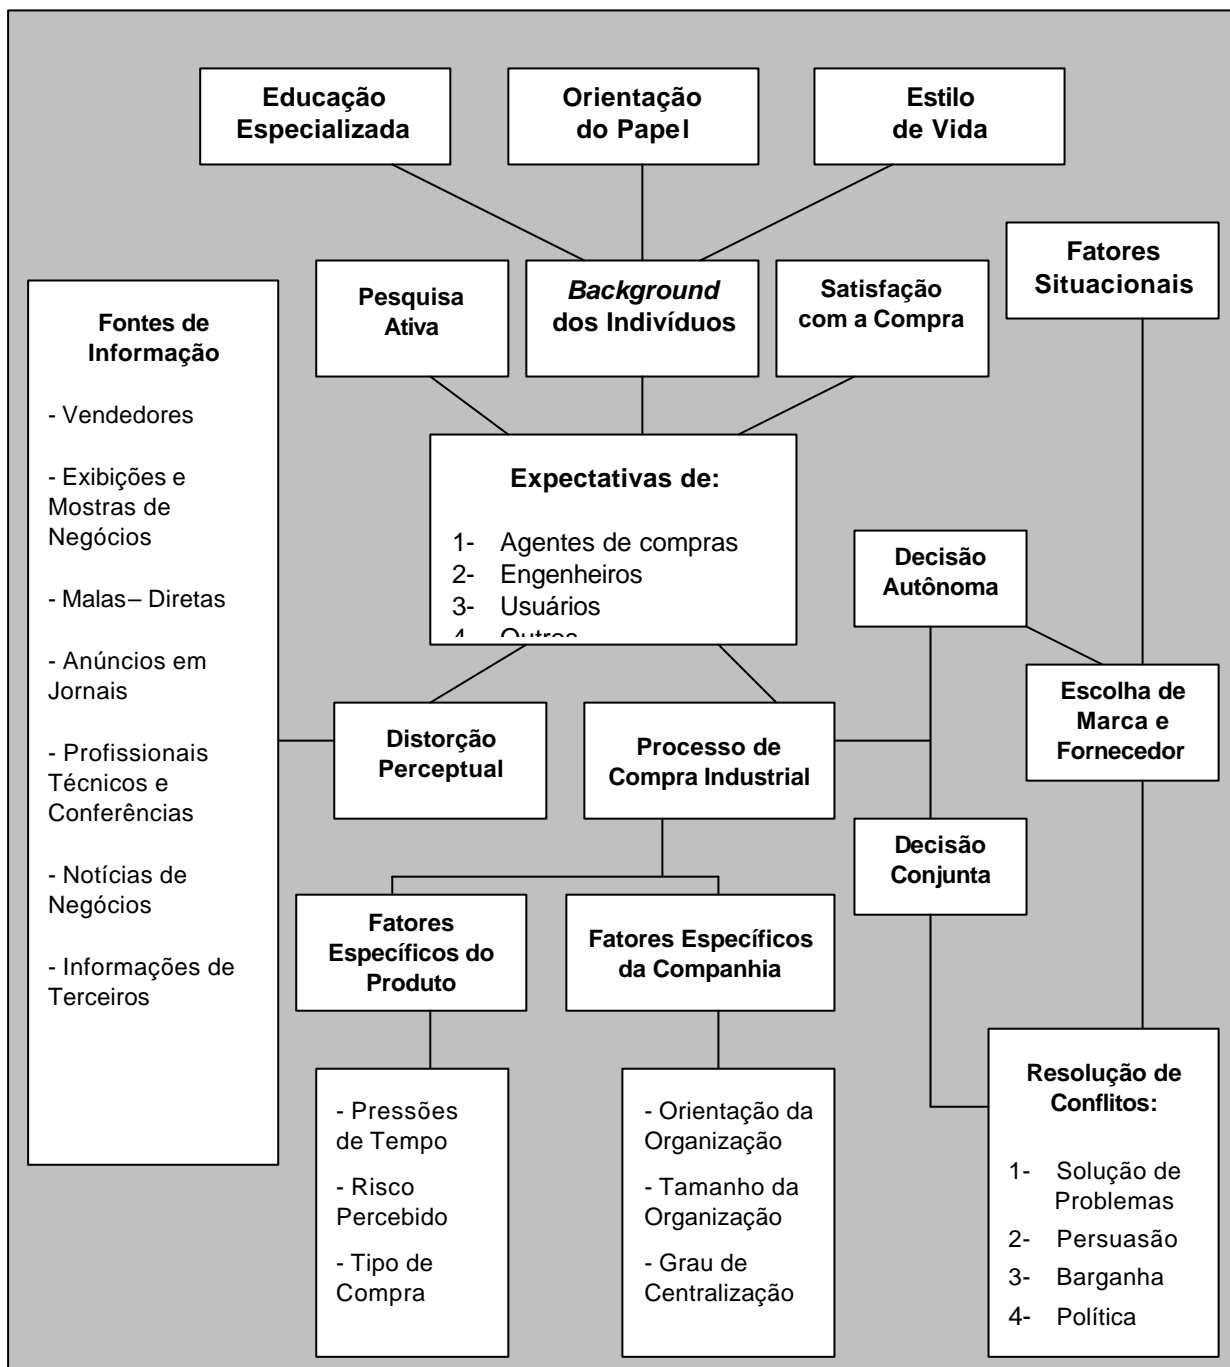 Educação
Especializada
Orientação
do Papel
Estilo
de Vida
Fatores
Situacionais
Pesquisa
Ativa
Background
dos Indivíduos
Satisfação
com a Compra
Fontes de
Informação
- Vendedores
- Exibições e
Mostras de
Negócios
- Malas– Diretas
- Anúncios em
Jornais
- Profissionais
Técnicos e
Conferências
- Notícias de
Negócios
- Informações de
Terceiros
Expectativas de:
1- Agentes de compras
2- Engenheiros
3- Usuários
4- Outros
Decisão
Autônoma
Escolha de
Marca e
Fornecedor
Distorção
Perceptual
Processo de
Compra Industrial
Decisão
Conjunta
Fatores
Específicos do
Produto
Fatores Específicos
da Companhia
- Pressões
de Tempo
- Risco
Percebido
- Tipo de
Compra
- Orientação da
Organização
- Tamanho da
Organização
- Grau de
Centralização
Resolução de
Conflitos:
1- Solução de
Problemas
2- Persuasão
3- Barganha
4- Política